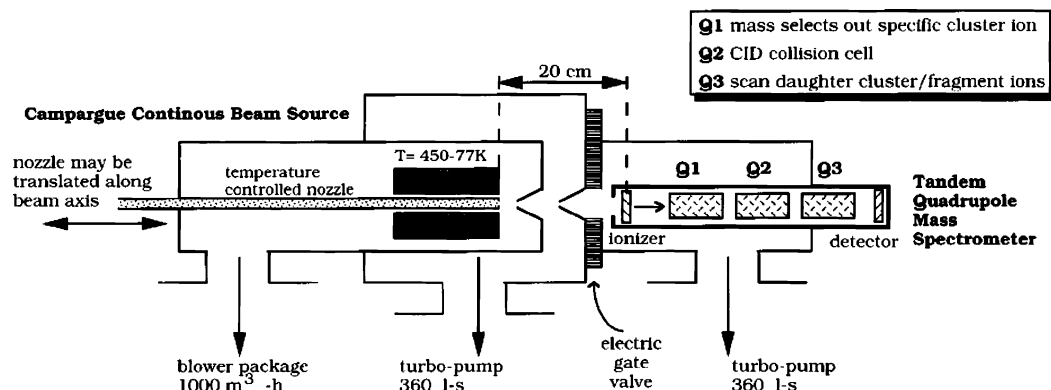 Q1 mass selects out specific cluster ion
Q2 CID collision cell
Q3 scan daughter cluster/fragment ions
20 cm
Campargue Continous Beam Source
nozzle may be
translated along
beam axis
temperature
controlled nozzle
T= 450-77K
Q1 Q2 Q3
Tandem
Quadrupole
Mass
Spectrometer
ionizer
detector
blower package
1000 m³ -h
turbo-pump
360 l-s
electric
gate
valve
turbo-pump
360 l-s